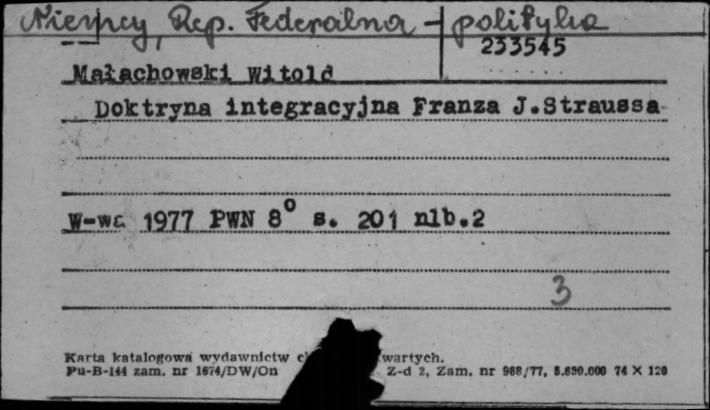 Niemcy, Rep. Federalna - polityka
233545
Małachowski Witold
Doktryna integracyjna Franza J.Straussa
W-wa 1977 PWN 8° s. 201 nlb.2
3
Karta katalogowa wydawnictw wartych.
Pu-B-144 zam. nr 1674/DW/On Z-d 2, Zam. nr 988/77, 5.650.000 74 X 120